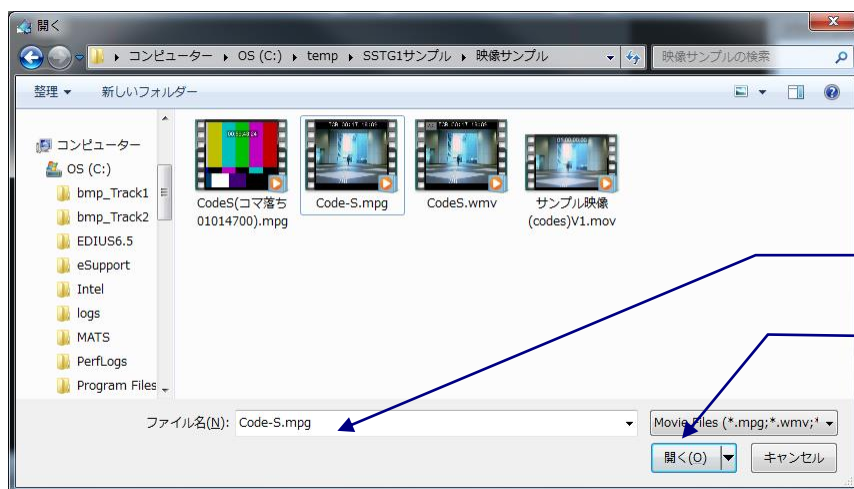 開く
コンピューター ▸ OS (C:) ▸ temp ▸ SSTG1サンプル ▸ 映像サンプル
映像サンプルの検索
整理 ▼ 新しいフォルダー
コンピューター
OS (C:)
bmp_Track1
bmp_Track2
EDIUS6.5
eSupport
Intel
logs
MATS
PerfLogs
Program Files
CodeS(コマ落ち
01014700).mpg
Code-S.mpg
CodeS.wmv
サンプル映像
(codes)V1.mov
ファイル名(N): Code-S.mpg
Movie Files (*.mpg;*.wmv;*
開く(O)
キャンセル